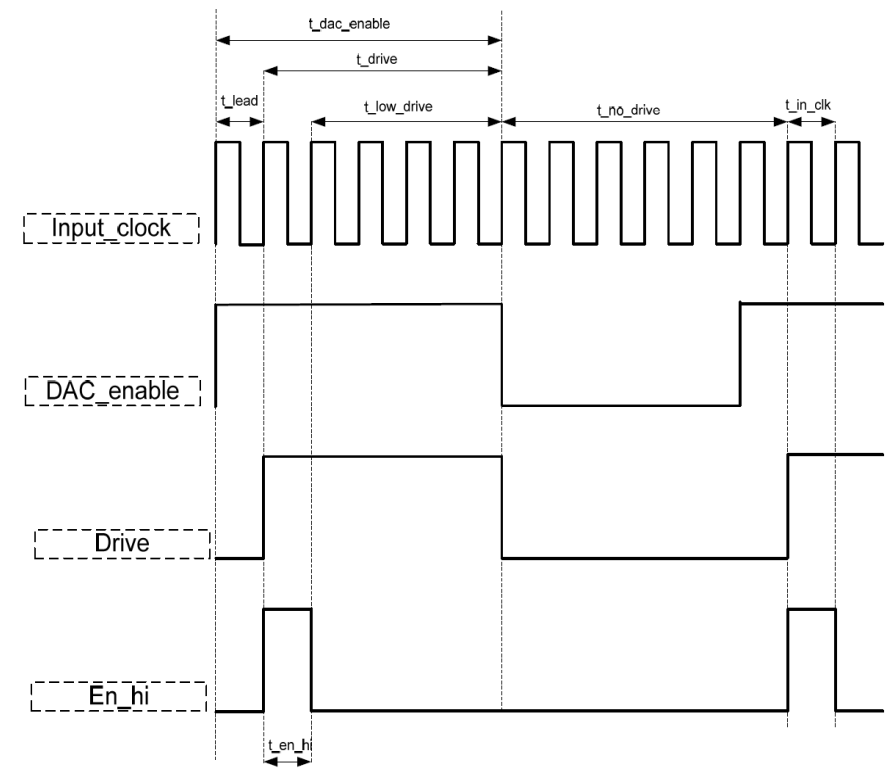 t_dac_enable
t_drive
t_lead
t_low_drive
t_no_drive
t_in_clk
Input_clock
DAC_enable
Drive
En_hi
t_en_hi